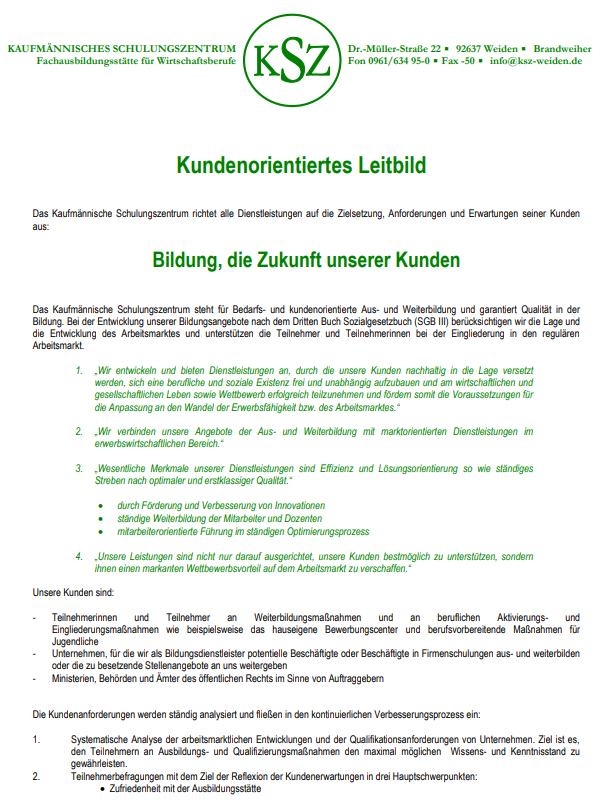 KAUFMÄNNISCHES SCHULUNGSZENTRUM
Fachausbildungsstätte für Wirtschaftsberufe
KSZ
Dr.-Müller-Straße 22 ▪ 92637 Weiden ▪ Brandweiher
Fon 0961/634 95-0 ▪ Fax -50 ▪ info@ksz-weiden.de
Kundenorientiertes Leitbild
Das Kaufmännische Schulungszentrum richtet alle Dienstleistungen auf die Zielsetzung, Anforderungen und Erwartungen seiner Kunden
aus:
Bildung, die Zukunft unserer Kunden
Das Kaufmännische Schulungszentrum steht für Bedarfs- und kundenorientierte Aus- und Weiterbildung und garantiert Qualität in der
Bildung. Bei der Entwicklung unserer Bildungsangebote nach dem Dritten Buch Sozialgesetzbuch (SGB III) berücksichtigen wir die Lage und
die Entwicklung des Arbeitsmarktes und unterstützen die Teilnehmer und Teilnehmerinnen bei der Eingliederung in den regulären
Arbeitsmarkt.
1. „Wir entwickeln und bieten Dienstleistungen an, durch die unsere Kunden nachhaltig in die Lage versetzt
werden, sich eine berufliche und soziale Existenz frei und unabhängig aufzubauen und am wirtschaftlichen und
gesellschaftlichen Leben sowie Wettbewerb erfolgreich teilzunehmen und fördern somit die Voraussetzungen für
die Anpassung an den Wandel der Erwerbsfähigkeit bzw. des Arbeitsmarktes.“
2. „Wir verbinden unsere Angebote der Aus- und Weiterbildung mit marktorientierten Dienstleistungen im
erwerbswirtschaftlichen Bereich.“
3. „Wesentliche Merkmale unserer Dienstleistungen sind Effizienz und Lösungsorientierung so wie ständiges
Streben nach optimaler und erstklassiger Qualität.“
• durch Förderung und Verbesserung von Innovationen
• ständige Weiterbildung der Mitarbeiter und Dozenten
• mitarbeiterorientierte Führung im ständigen Optimierungsprozess
4. „Unsere Leistungen sind nicht nur darauf ausgerichtet, unsere Kunden bestmöglich zu unterstützen, sondern
ihnen einen markanten Wettbewerbsvorteil auf dem Arbeitsmarkt zu verschaffen.“
Unsere Kunden sind:
- Teilnehmerinnen und Teilnehmer an Weiterbildungsmaßnahmen und an beruflichen Aktivierungs- und
Eingliederungsmaßnahmen wie beispielsweise das hauseigene Bewerbungscenter und berufsvorbereitende Maßnahmen für
Jugendliche
- Unternehmen, für die wir als Bildungsdienstleister potentielle Beschäftigte oder Beschäftigte in Firmenschulungen aus- und weiterbilden
oder die zu besetzende Stellenangebote an uns weitergeben
- Ministerien, Behörden und Ämter des öffentlichen Rechts im Sinne von Auftraggebern
Die Kundenanforderungen werden ständig analysiert und fließen in den kontinuierlichen Verbesserungsprozess ein:
1. Systematische Analyse der arbeitsmarktlichen Entwicklungen und der Qualifikationsanforderungen von Unternehmen. Ziel ist es,
den Teilnehmern an Ausbildungs- und Qualifizierungsmaßnahmen den maximal möglichen Wissens- und Kenntnisstand zu
gewährleisten.
2. Teilnehmerbefragungen mit dem Ziel der Reflexion der Kundenerwartungen in drei Hauptschwerpunkten:
• Zufriedenheit mit der Ausbildungsstätte